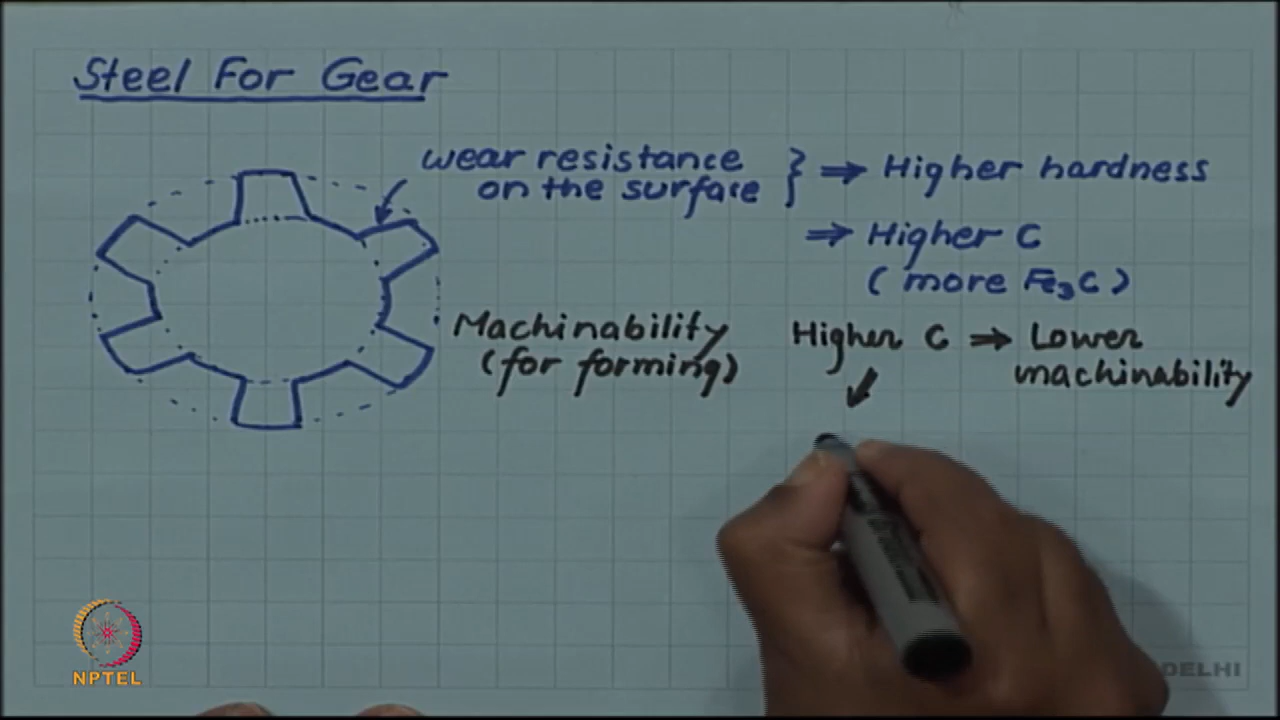 Steel For Gear
wear resistance
on the surface } ⇒ Higher hardness
⇒ Higher C
(more Fe₃C)
Machinability
(for forming)
Higher C ⇒ Lower
machinability
NPTEL
DELHI